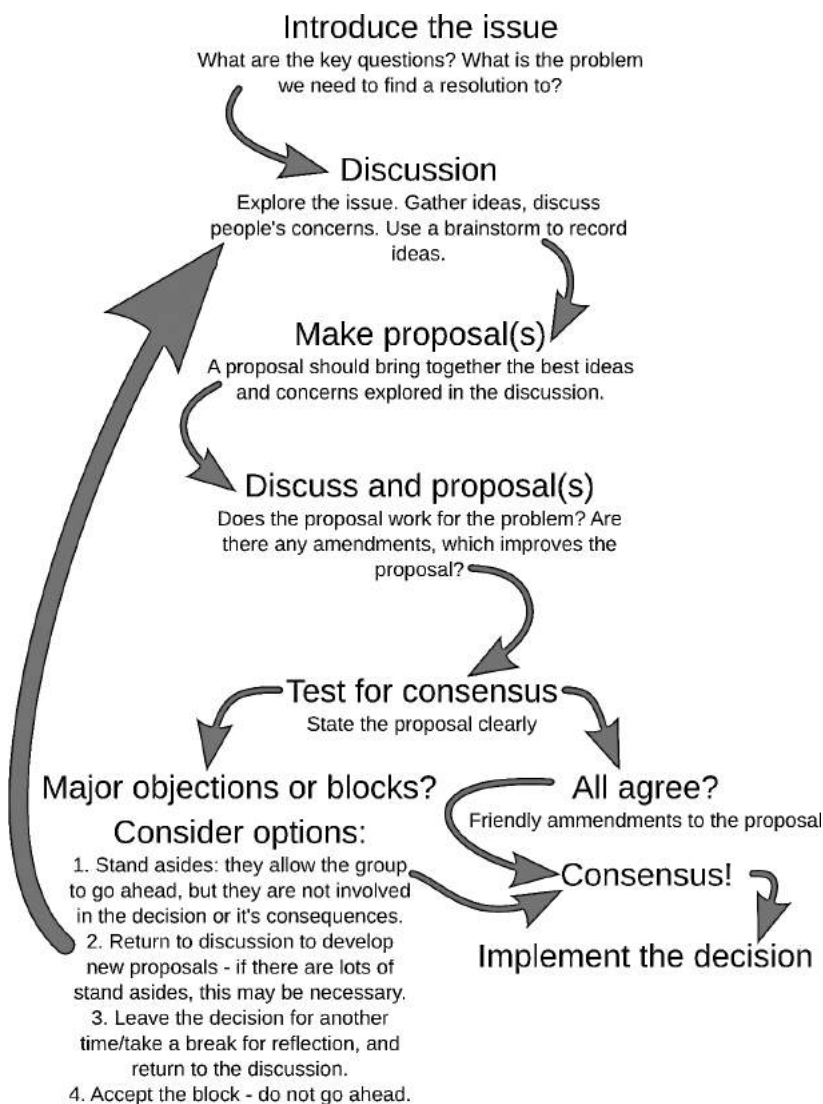 Introduce the issue
What are the key questions? What is the problem
we need to find a resolution to?
Discussion
Explore the issue. Gather ideas, discuss
people's concerns. Use a brainstorm to record
ideas.
Make proposal(s)
A proposal should bring together the best ideas
and concerns explored in the discussion.
Discuss and proposal(s)
Does the proposal work for the problem? Are
there any amendments, which improves the
proposal?
Test for consensus
State the proposal clearly
Major objections or blocks?
Consider options:
1. Stand asides: they allow the group
to go ahead, but they are not involved
in the decision or it's consequences.
2. Return to discussion to develop
new proposals - if there are lots of
stand asides, this may be necessary.
3. Leave the decision for another
time/take a break for reflection, and
return to the discussion.
4. Accept the block - do not go ahead.
All agree?
Friendly ammendments to the proposal
Consensus!
Implement the decision